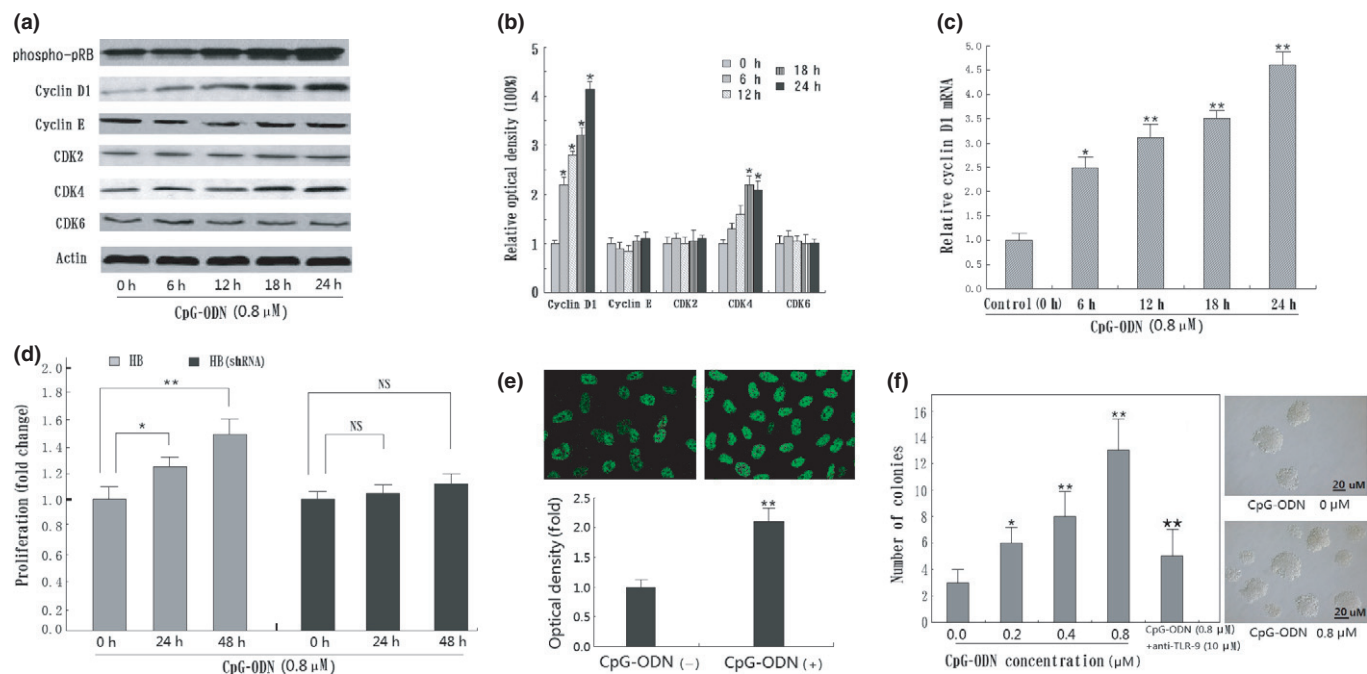 (a)
phospho-pRB
Cyclin D1
Cyclin E
CDK2
CDK4
CDK6
Actin
0 h 6 h 12 h 18 h 24 h
CpG-ODN (0.8 μM)
(b)
Relative optical density (100%)
5
4
3
2
1
0
0 h
6 h
12 h
18 h
24 h
* * * * * *
Cyclin D1 Cyclin E CDK2 CDK4 CDK6
(c)
Relative cyclin D1 mRNA
5.0
4.5
4.0
3.5
3.0
2.5
2.0
1.5
1.0
0.5
0
* ** ** **
Control (0 h) 6 h 12 h 18 h 24 h
CpG-ODN (0.8 μM)
(d)
Proliferation (fold change)
2.0
1.8
1.6
1.4
1.2
1.0
0.8
0.6
0.4
0.2
0
HB HB(shRNA)
**
*
NS
NS
0 h 24 h 48 h 0 h 24 h 48 h
CpG-ODN (0.8 μM)
(e)
Optical density (fold)
2.5
2.0
1.5
1.0
0.5
0.0
**
CpG-ODN (−) CpG-ODN (+)
(f)
Number of colonies
16
14
12
10
8
6
4
2
0
* ** ** ★★
0.0 0.2 0.4 0.8
CpG-ODN (0.8 μM)
+anti-TLR-9 (10 μM)
CpG-ODN concentration (μM)
20 uM
CpG-ODN 0 μM
20 uM
CpG-ODN 0.8 μM